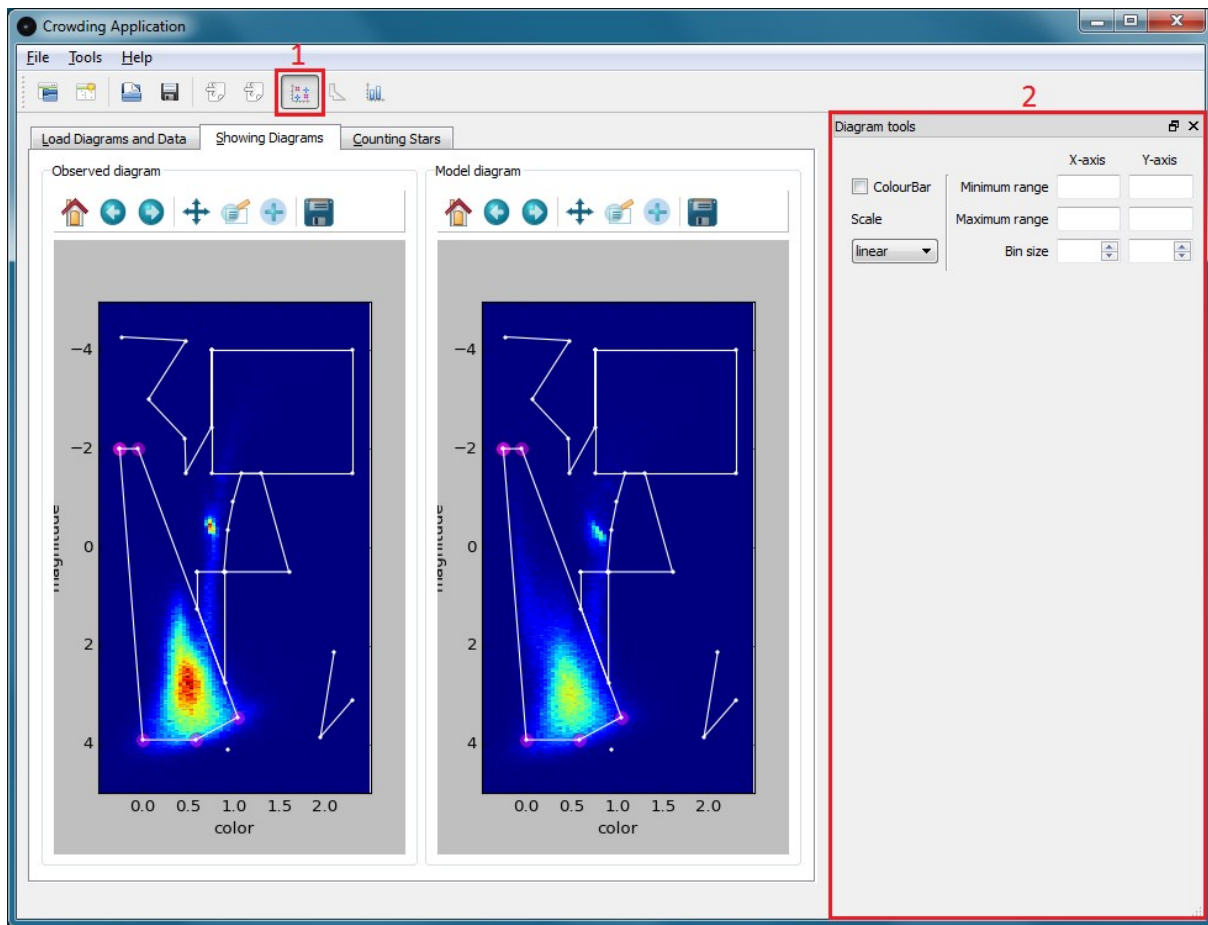 Crowding Application
File Tools Help
1
2
Load Diagrams and Data Showing Diagrams Counting Stars
Diagram tools
Observed diagram
Model diagram
X-axis Y-axis
ColourBar Minimum range
Scale Maximum range
linear Bin size
−4
−2
0
2
4
magnitude
0.0 0.5 1.0 1.5 2.0
color
−4
−2
0
2
4
magnitude
0.0 0.5 1.0 1.5 2.0
color